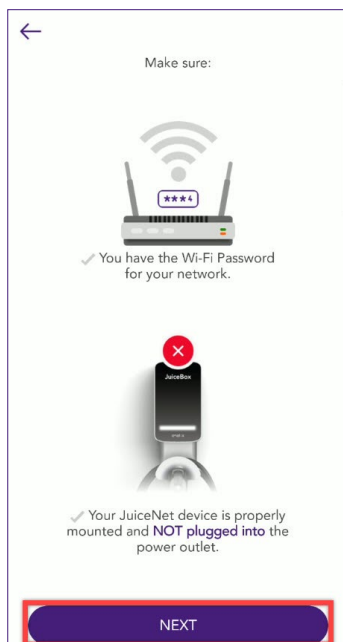 Make sure:
***4
You have the Wi-Fi Password
for your network.
JuiceBox
Your JuiceNet device is properly
mounted and NOT plugged into the
power outlet.
NEXT